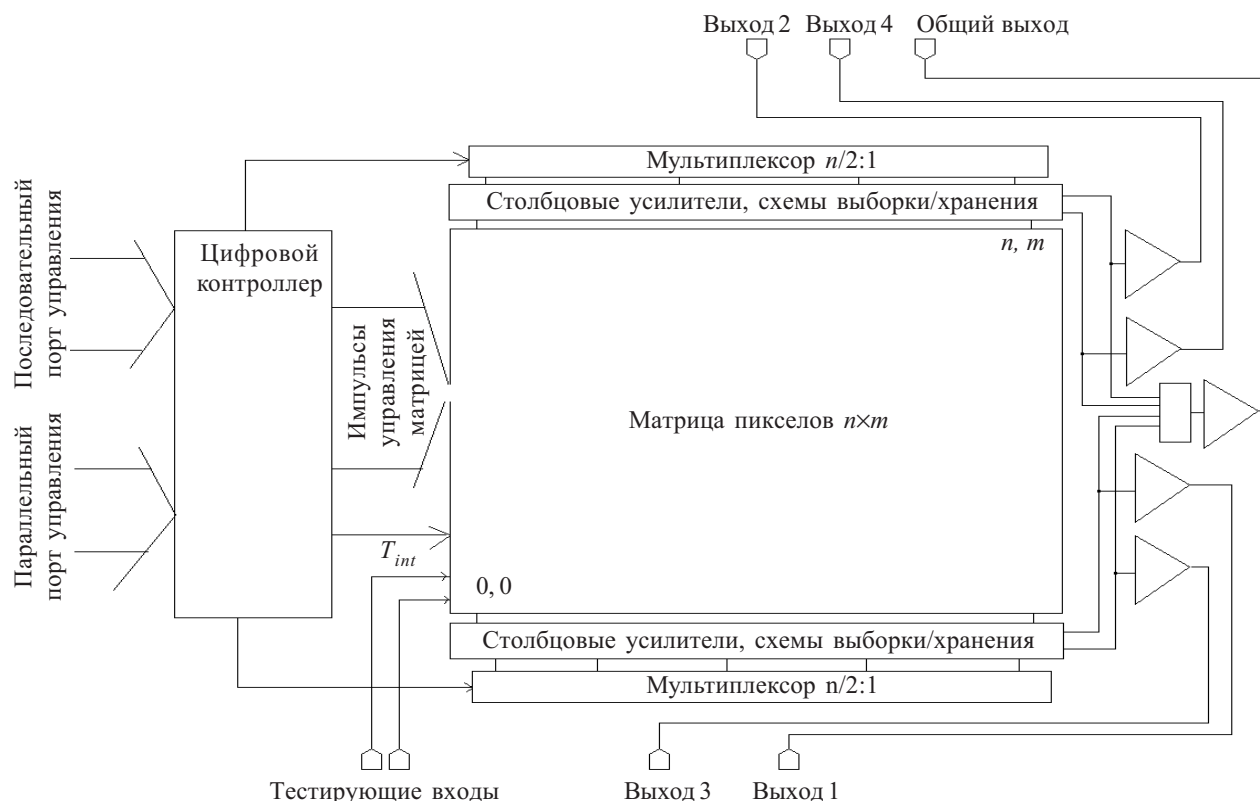 Выход 2
Выход 4
Общий выход
Мультиплексор n/2:1
Столбцовые усилители, схемы выборки/хранения
Последовательный
порт управления
Цифровой
контроллер
n, m
Импульсы
управления
матрицей
Матрица пикселов n×m
Параллельный
порт управления
T_int
0, 0
Столбцовые усилители, схемы выборки/хранения
Мультиплексор n/2:1
Тестирующие входы
Выход 3
Выход 1